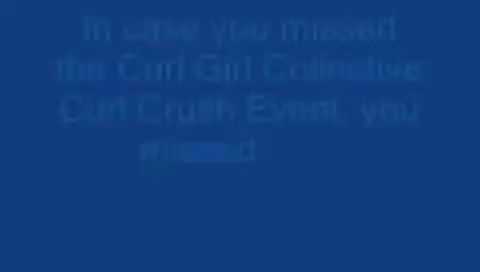 In case you missed
the Curl Girl Collective
Curl Crush Event, you
missed